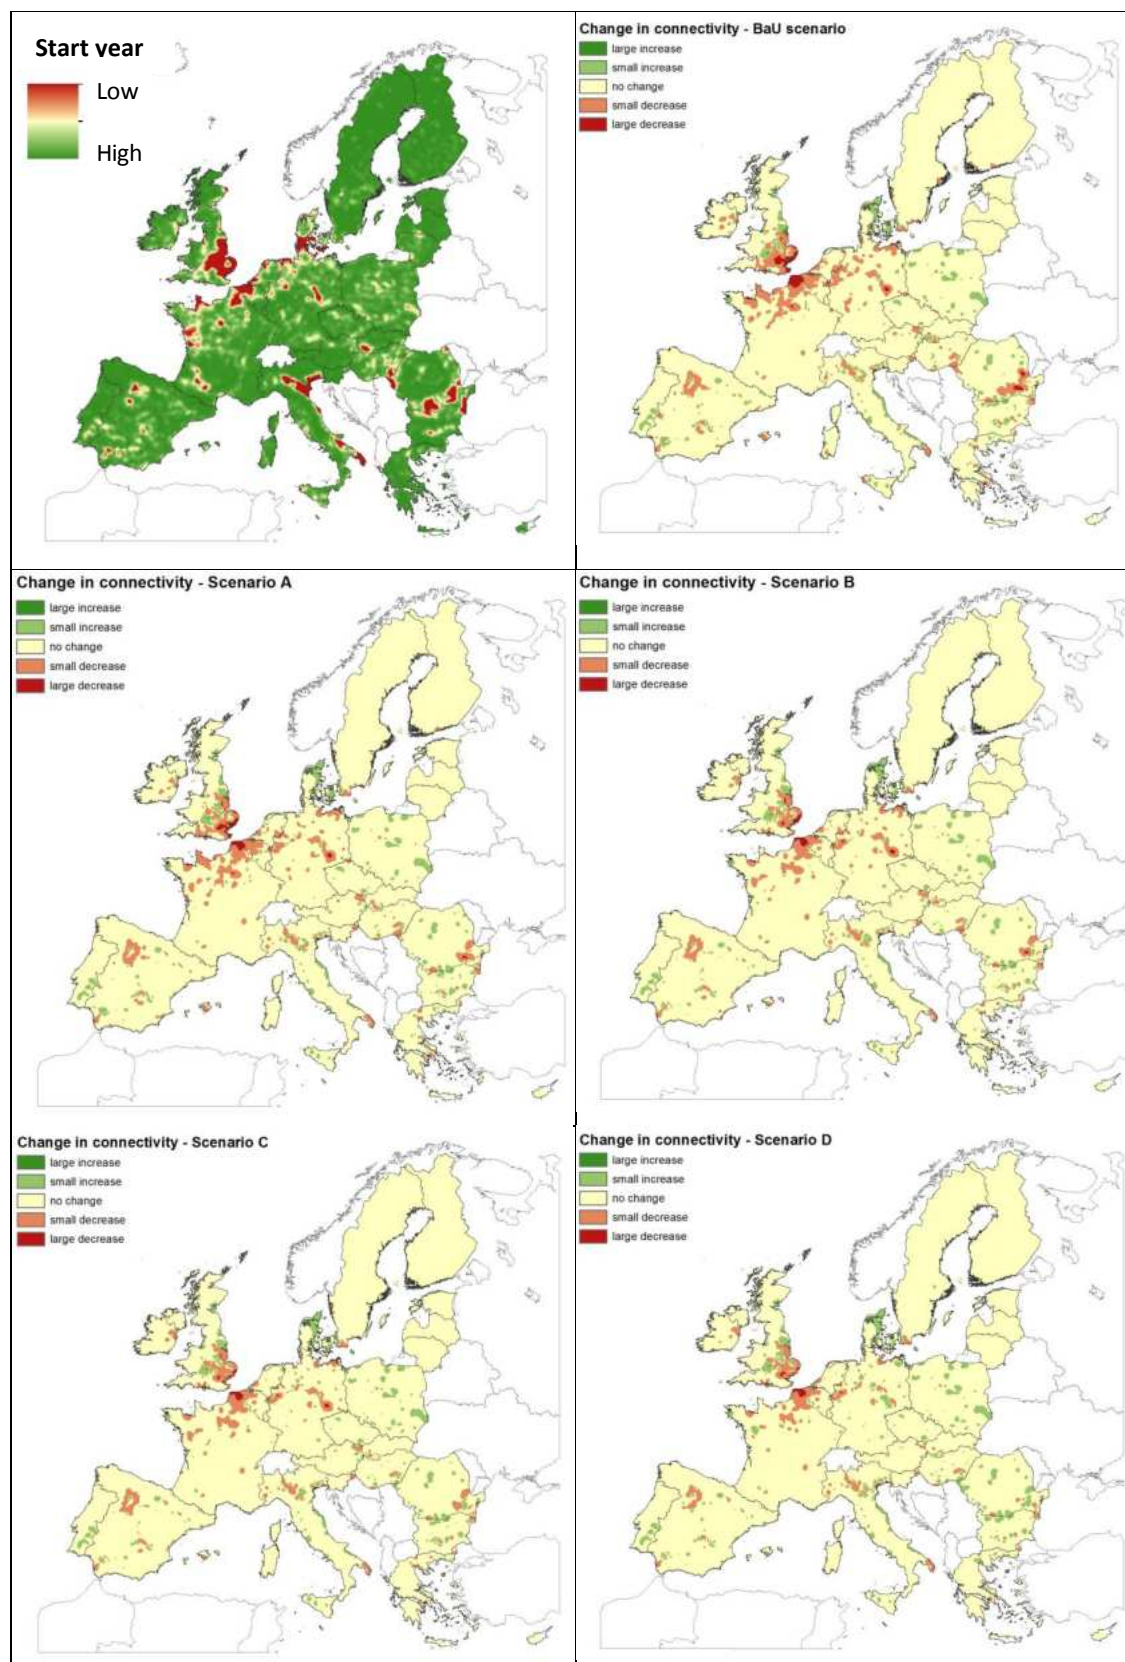 Start year
Low
High
Change in connectivity - BaU scenario
large increase
small increase
no change
small decrease
large decrease
Change in connectivity - Scenario A
large increase
small increase
no change
small decrease
large decrease
Change in connectivity - Scenario B
large increase
small increase
no change
small decrease
large decrease
Change in connectivity - Scenario C
large increase
small increase
no change
small decrease
large decrease
Change in connectivity - Scenario D
large increase
small increase
no change
small decrease
large decrease